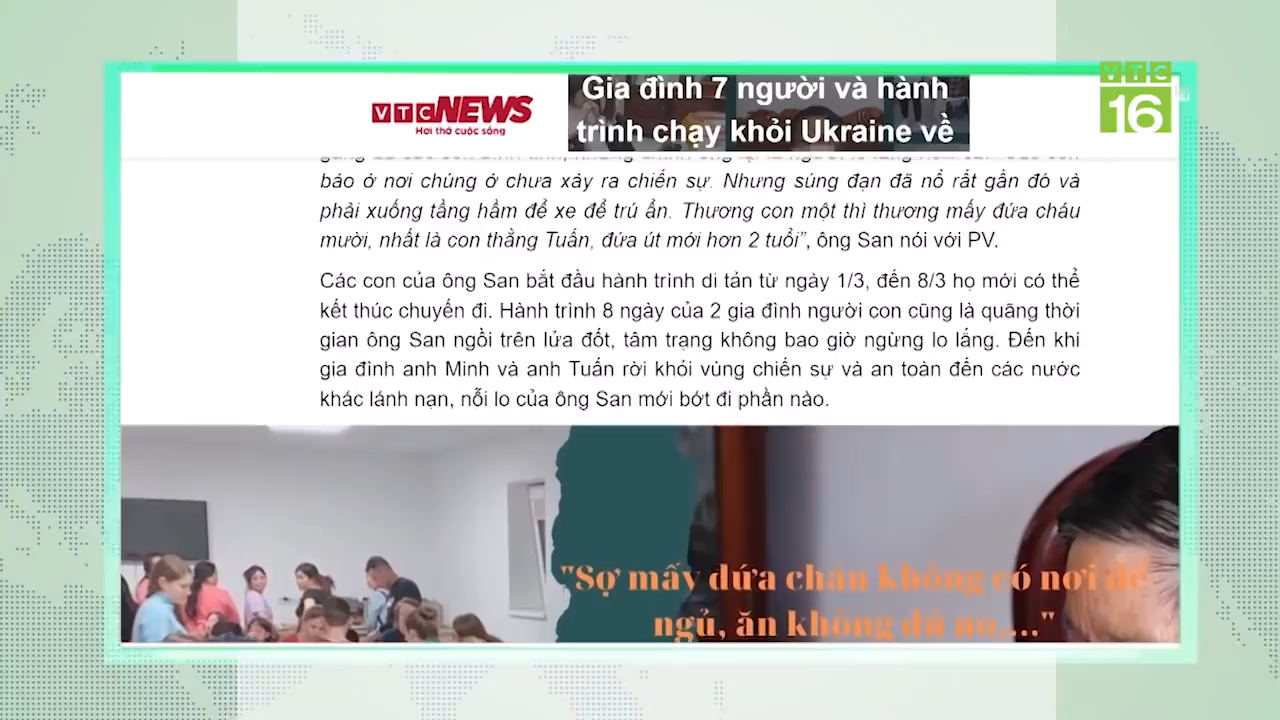 VTC NEWS
Hơi thở cuộc sống
Gia đình 7 người và hành
trình chạy khỏi Ukraine về
VTC
16
báo ở nơi chúng ở chưa xảy ra chiến sự. Nhưng súng đạn đã nổ rất gần đó và
phải xuống tầng hầm để xe để trú ẩn. Thương con một thì thương mấy đứa cháu
mười, nhất là con thằng Tuấn, đứa út mới hơn 2 tuổi”, ông San nói với PV.
Các con của ông San bắt đầu hành trình di tản từ ngày 1/3, đến 8/3 họ mới có thể
kết thúc chuyến đi. Hành trình 8 ngày của 2 gia đình người con cũng là quãng thời
gian ông San ngồi trên lửa đốt, tâm trạng không bao giờ ngừng lo lắng. Đến khi
gia đình anh Minh và anh Tuấn rời khỏi vùng chiến sự và an toàn đến các nước
khác lánh nạn, nỗi lo của ông San mới bớt đi phần nào.
"Sợ mấy đứa cháu không có nơi để
ngủ, ăn không đủ no...."